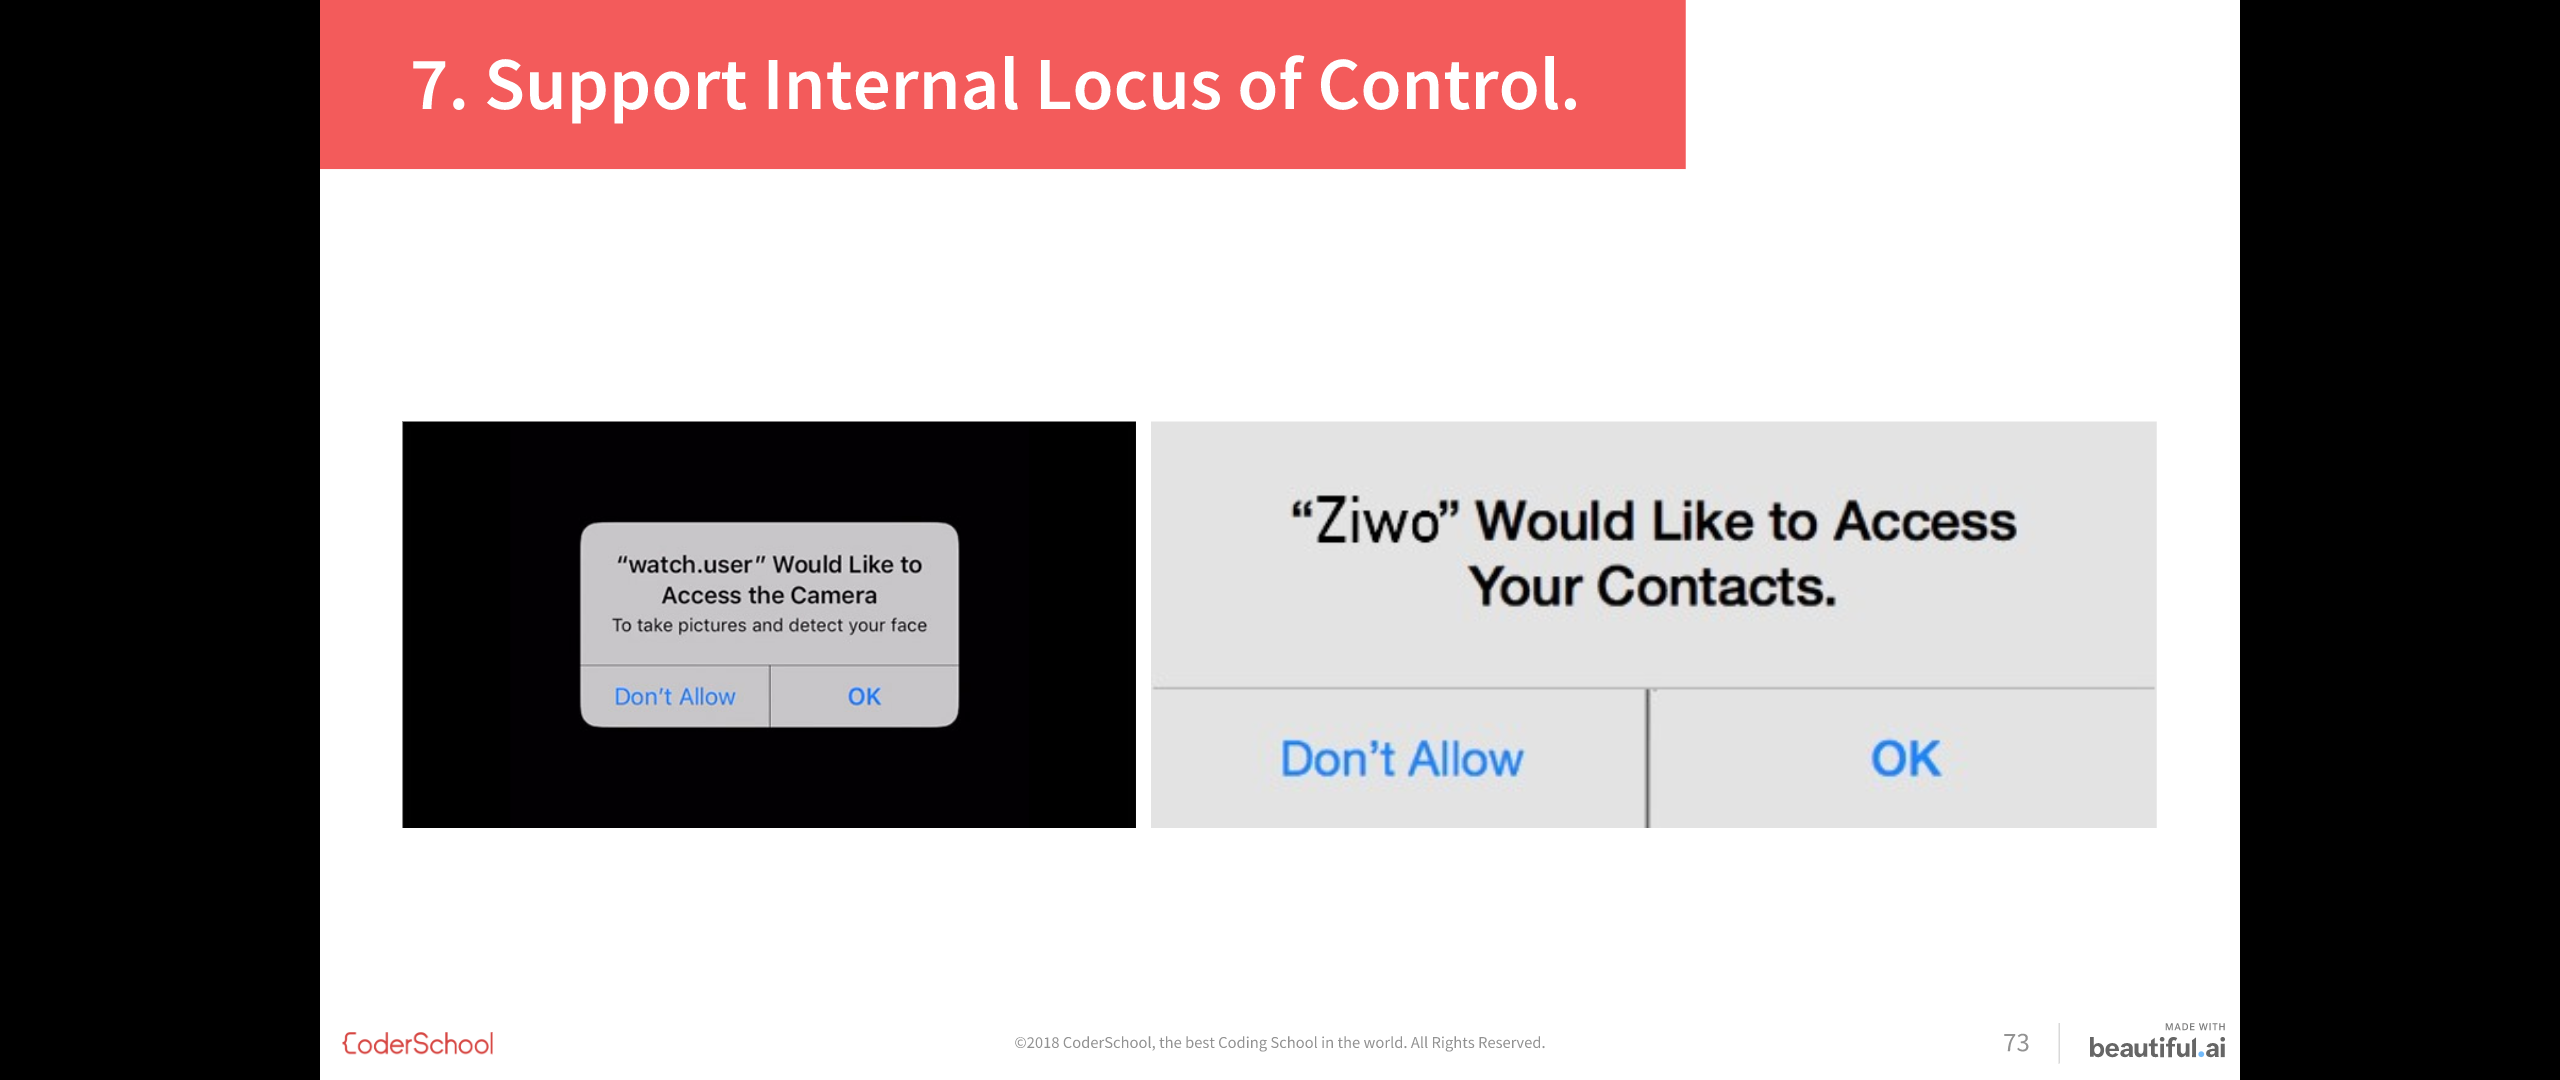 7. Support Internal Locus of Control.
“watch.user” Would Like to
Access the Camera
To take pictures and detect your face
Don’t Allow
OK
“Ziwo” Would Like to Access
Your Contacts.
Don’t Allow
OK
CoderSchool
©2018 CoderSchool, the best Coding School in the world. All Rights Reserved.
73
MADE WITH
beautiful.ai